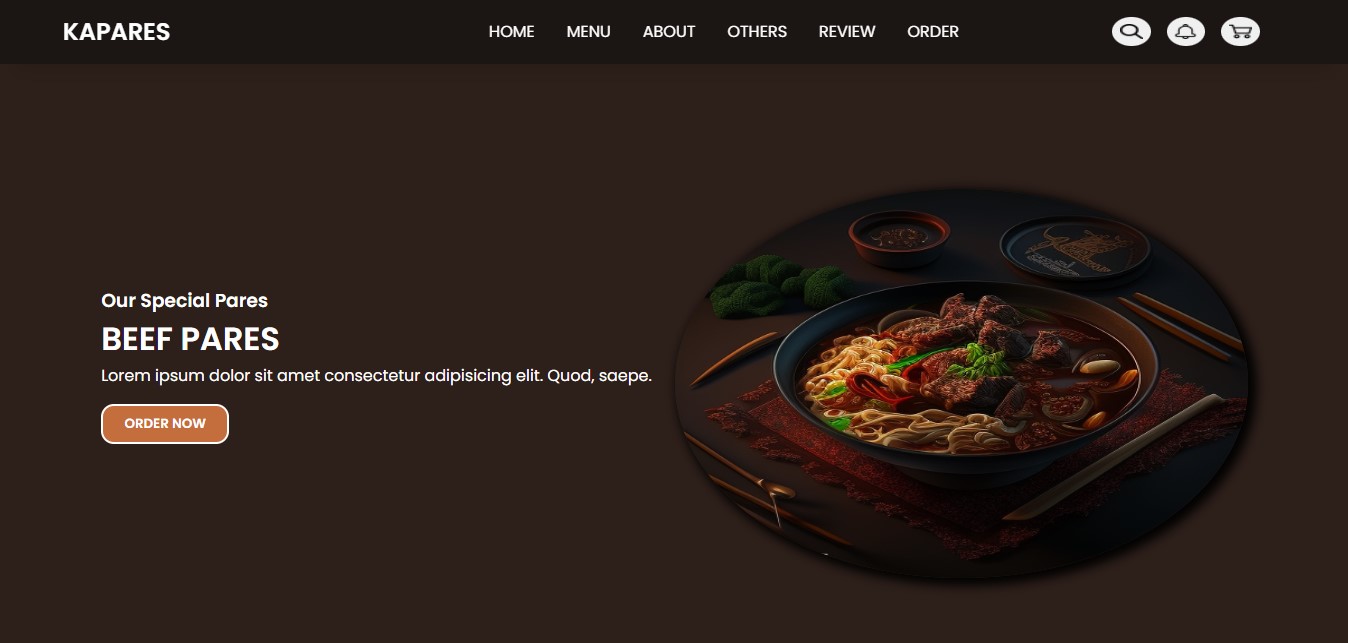 KAPARES
HOME MENU ABOUT OTHERS REVIEW ORDER
Our Special Pares
BEEF PARES
Lorem ipsum dolor sit amet consectetur adipisicing elit. Quod, saepe.
ORDER NOW